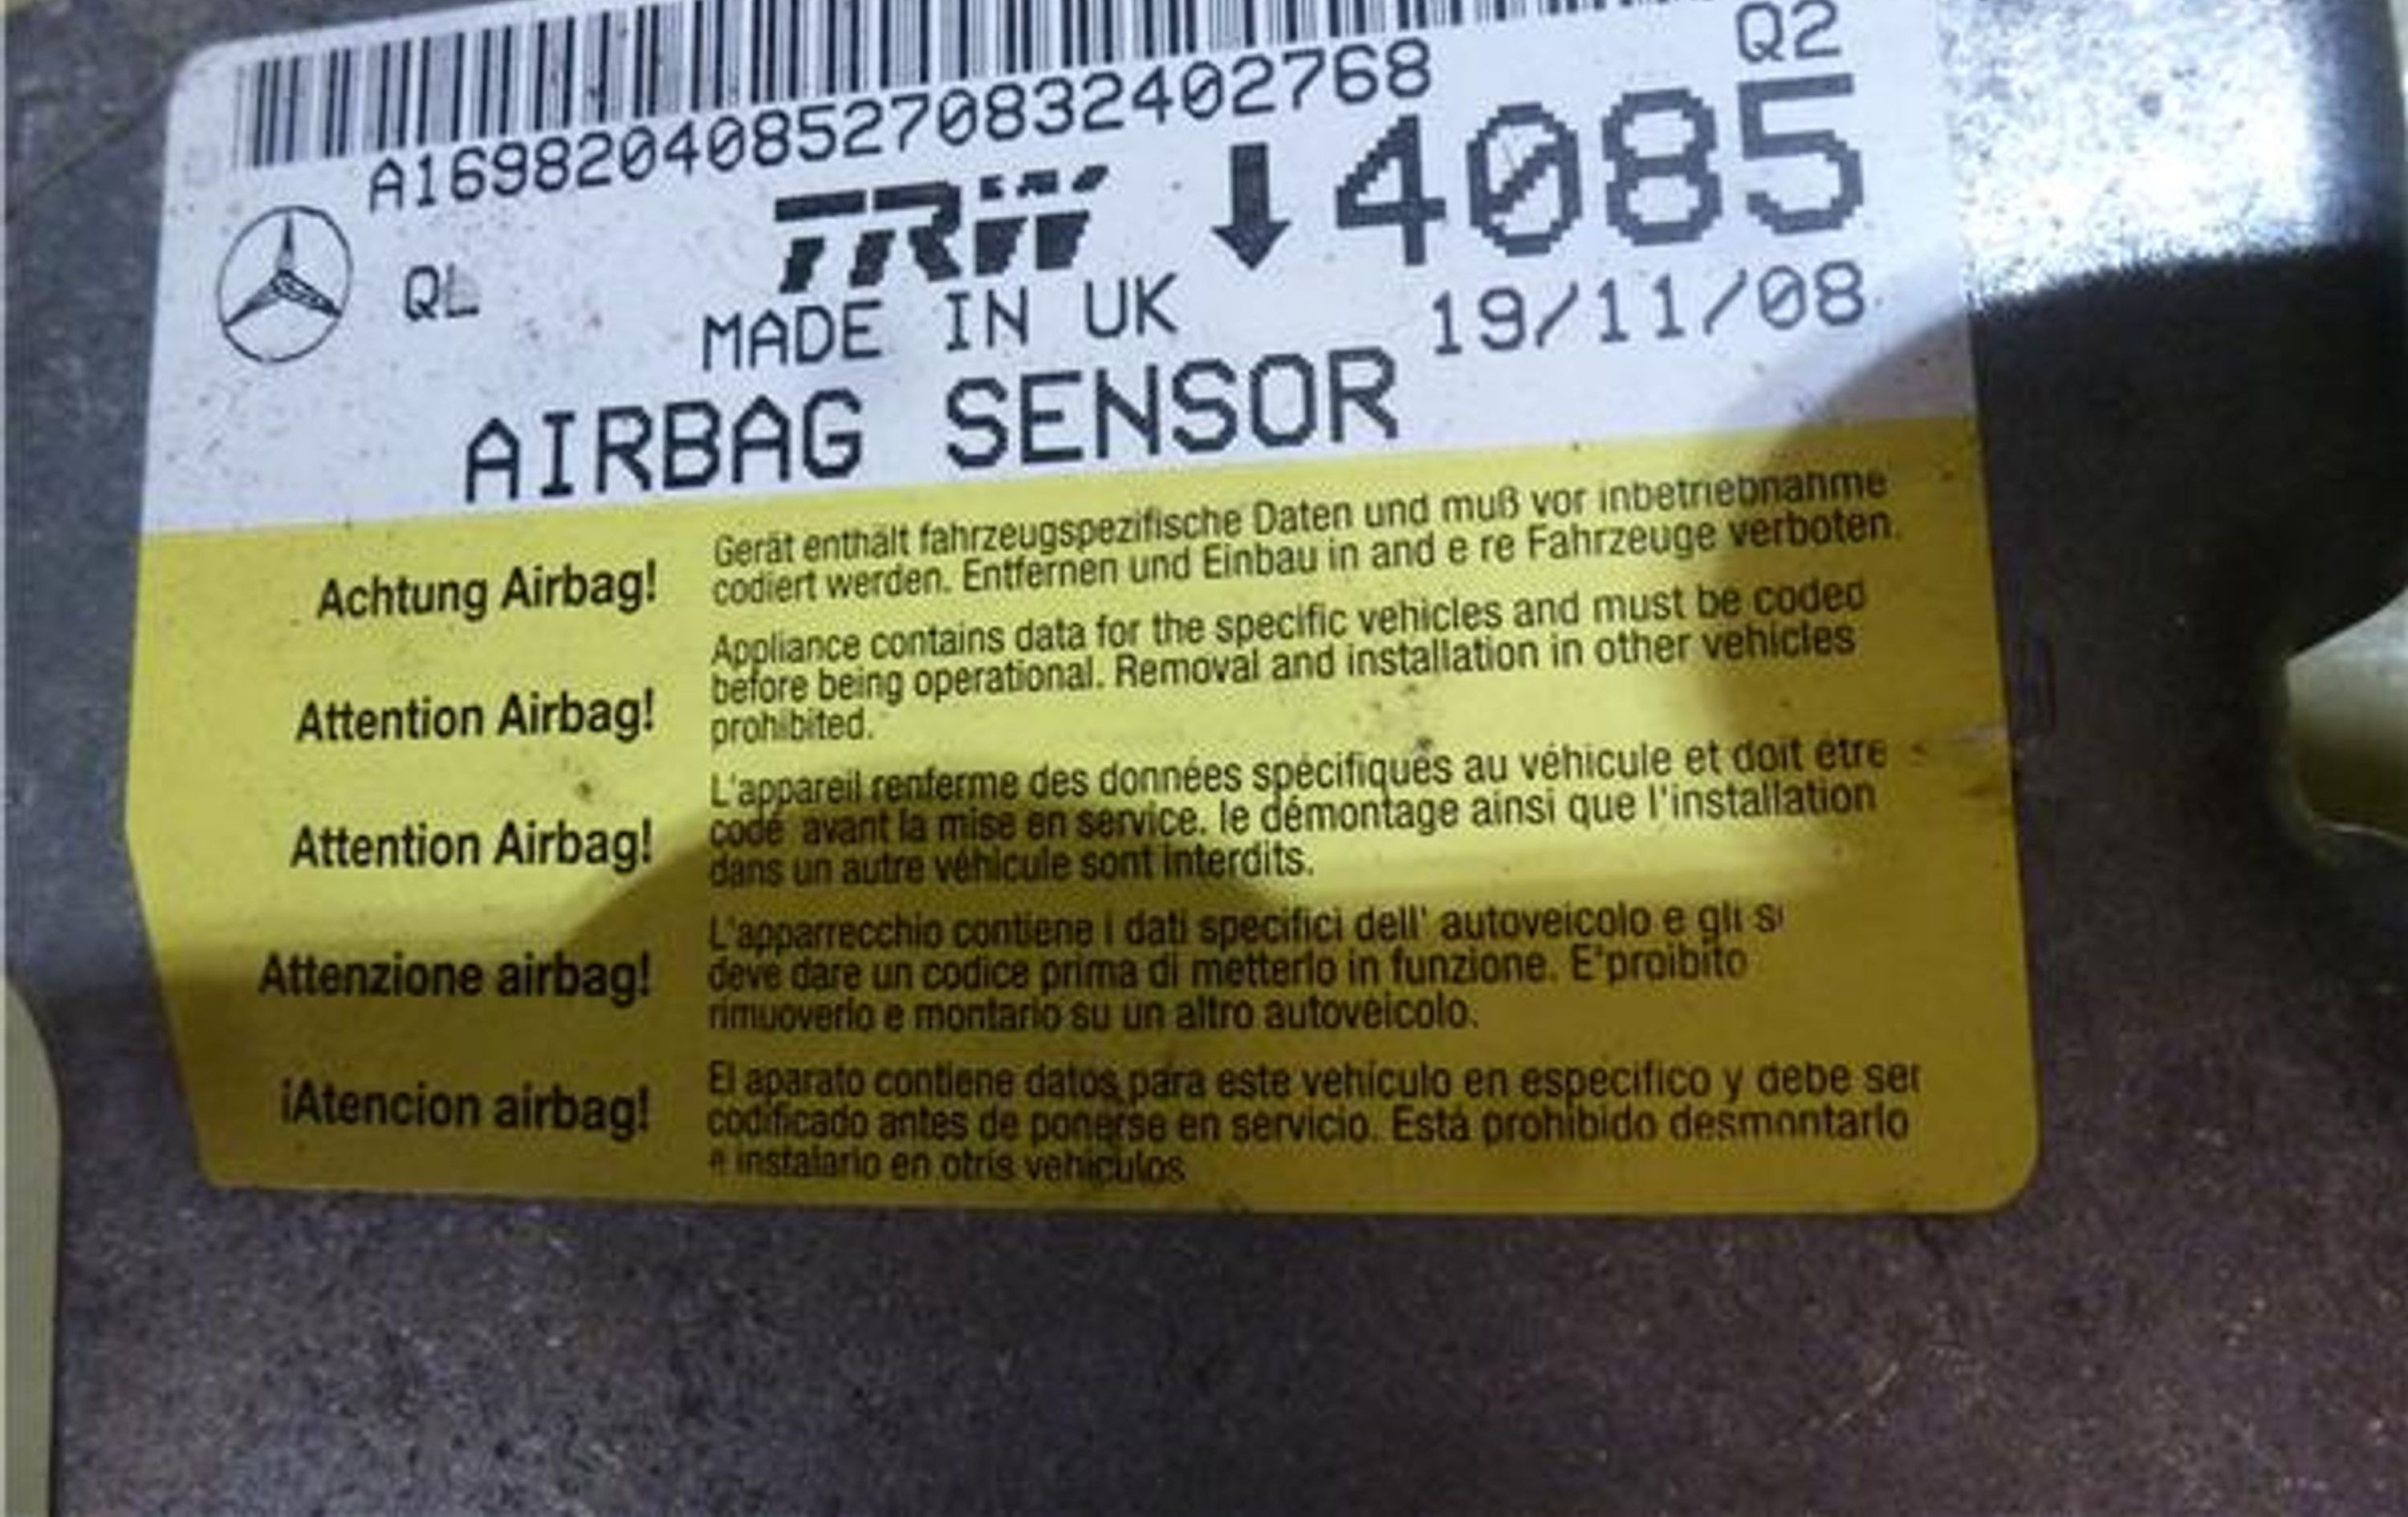 Q2
A1698204085270832402768
QL TRW 4085
MADE IN UK 19/11/08
AIRBAG SENSOR
Achtung Airbag!
Gerät enthält fahrzeugspezifische Daten und muß vor inbetriebnahme
codiert werden. Entfernen und Einbau in and e re Fahrzeuge verboten.
Attention Airbag!
Appliance contains data for the specific vehicles and must be coded
before being operational. Removal and installation in other vehicles
prohibited.
Attention Airbag!
L'appareil renferme des données spécifiques au véhicule et doit être
codé avant la mise en service. le démontage ainsi que l'installation
dans un autre véhicule sont interdits.
Attenzione airbag!
L'apparrecchio contiene i dati specifici dell' autoveicolo e gli si
deve dare un codice prima di metterlo in funzione. E'proibito
rimuoverlo e montarlo su un altro autoveicolo.
¡Atencion airbag!
El aparato contiene datos para este vehículo en especifico y debe ser
codificado antes de ponerse en servicio. Está prohibido desmontarlo
e instalarlo en otris vehiculos